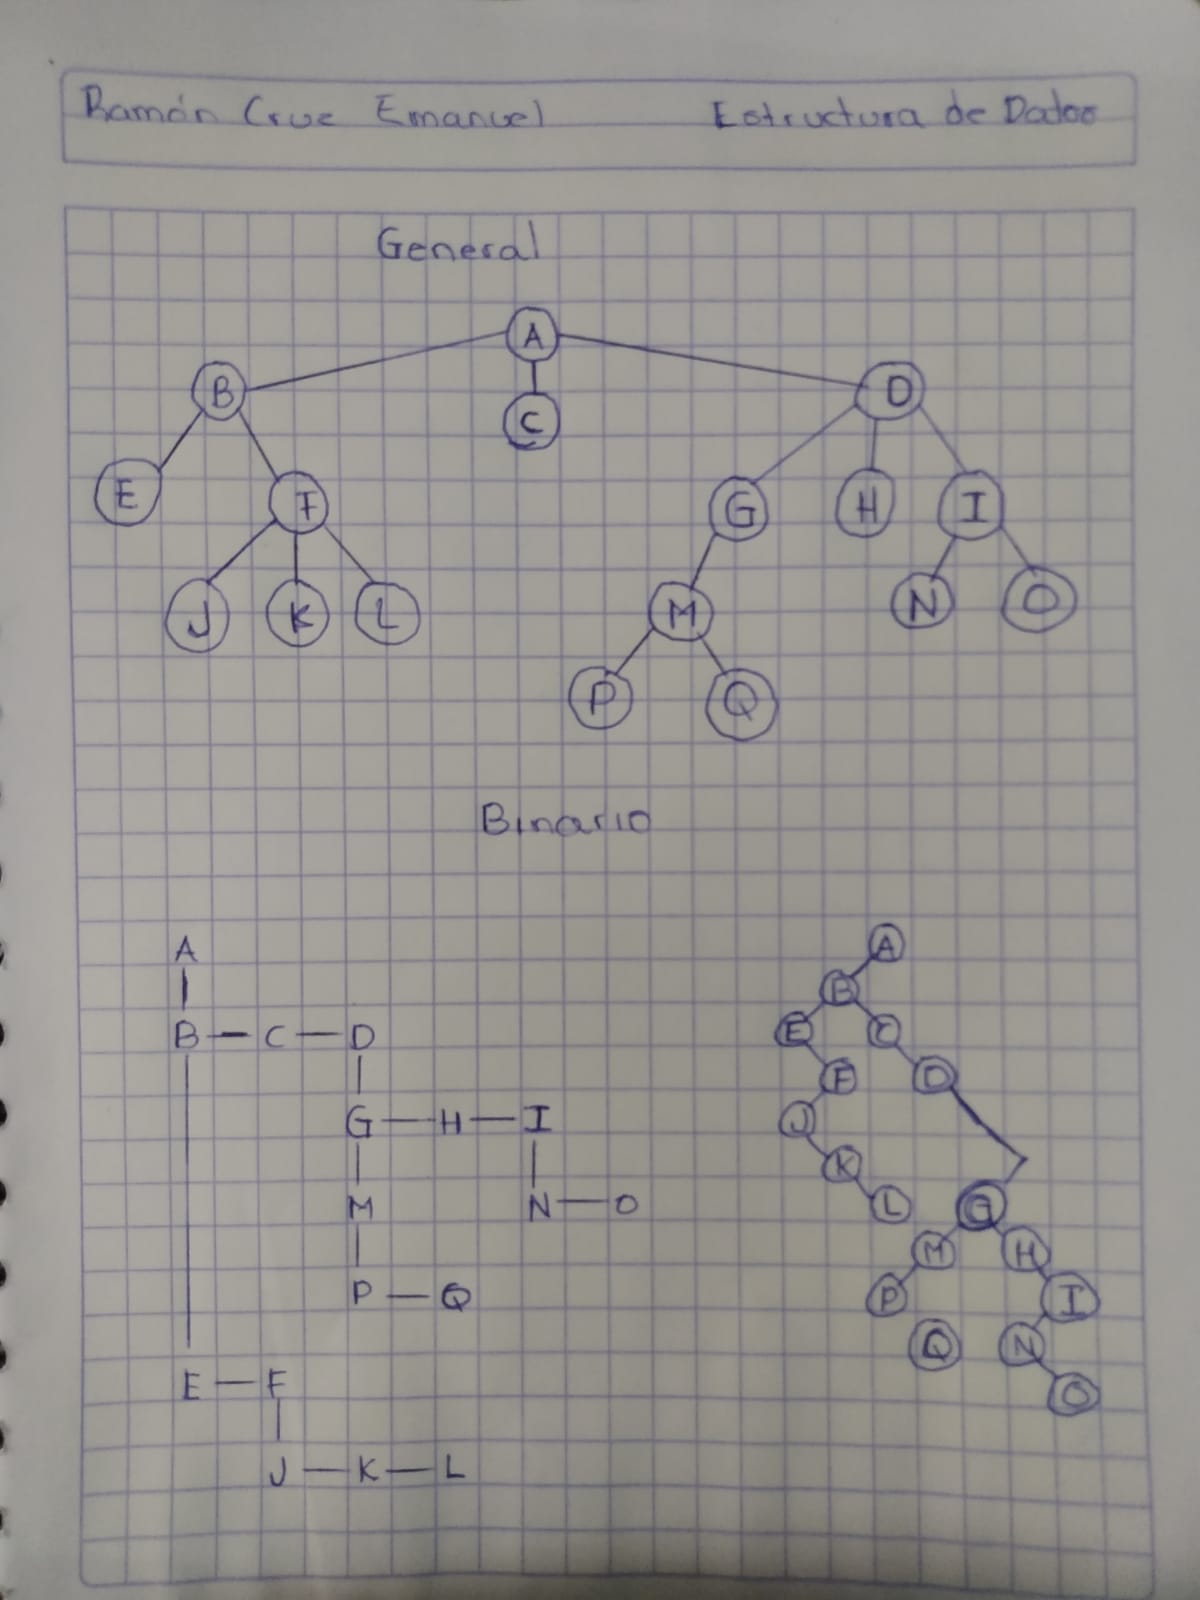 Ramón Cruz Emanuel Estructura de Datos
General
A
B C D
E F G H I
J K L M N O
P Q
Binario
A
B C D
G H I
M N O
P Q
E F
J K L
A
B
E C
F D
J
K
L G
M H
P I
Q N
O